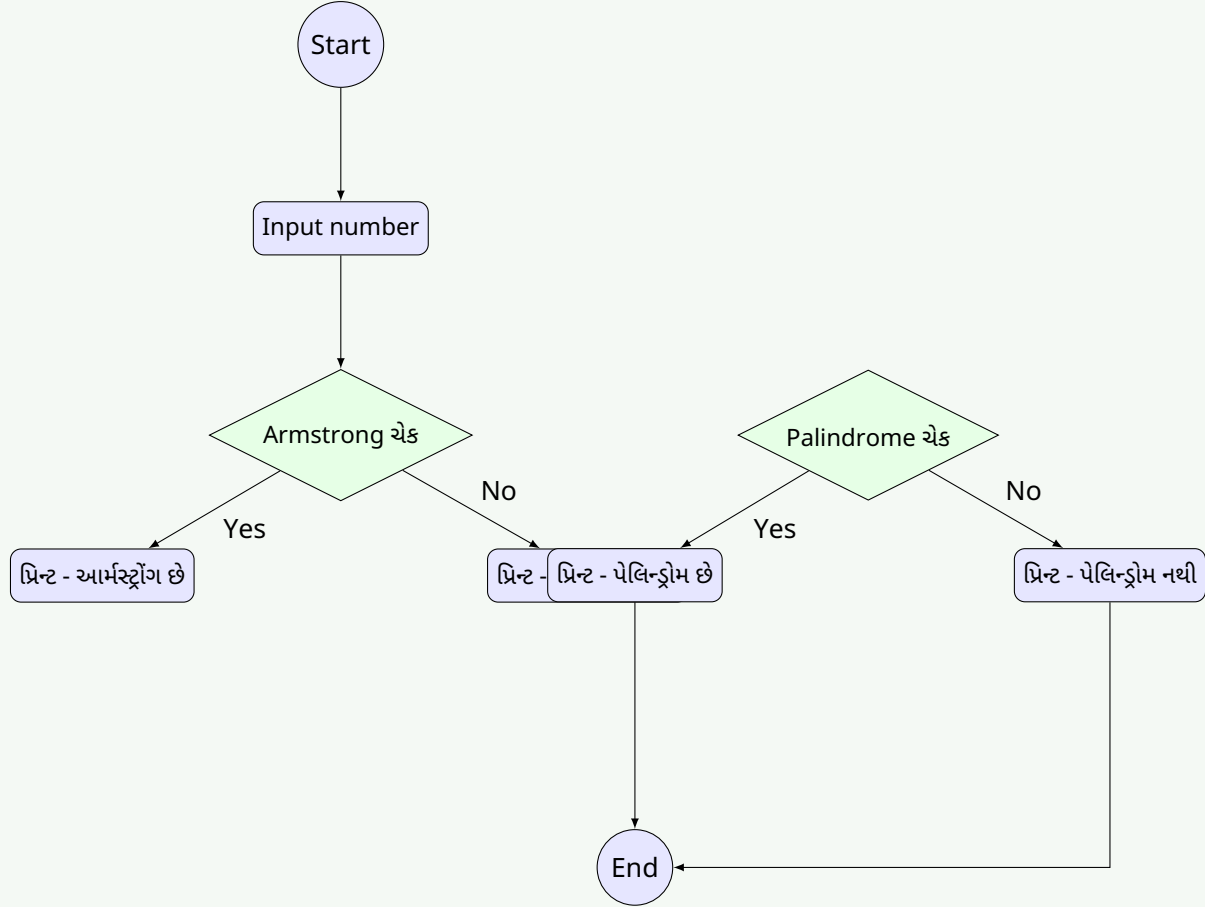 Start
Input number
Armstrong ચેક
Palindrome ચેક
No
No
Yes
Yes
પ્રિન્ટ - આર્મસ્ટ્રોંગ છે
પ્રિન્ટ -
પ્રિન્ટ - પેલિન્ડ્રોમ છે
પ્રિન્ટ - પેલિન્ડ્રોમ નથી
End